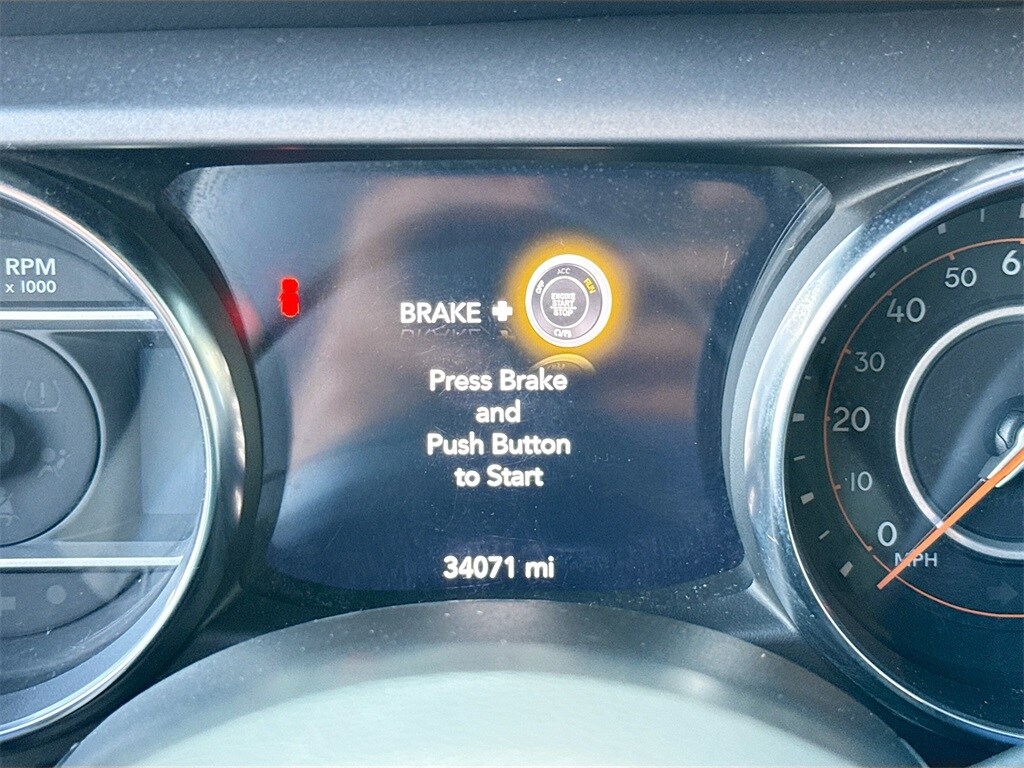 RPM
x 1000
BRAKE +
ACC
OFF
RUN
ENGINE
START
STOP
Press Brake
and
Push Button
to Start
34071 mi
0
10
20
30
40
50
MPH